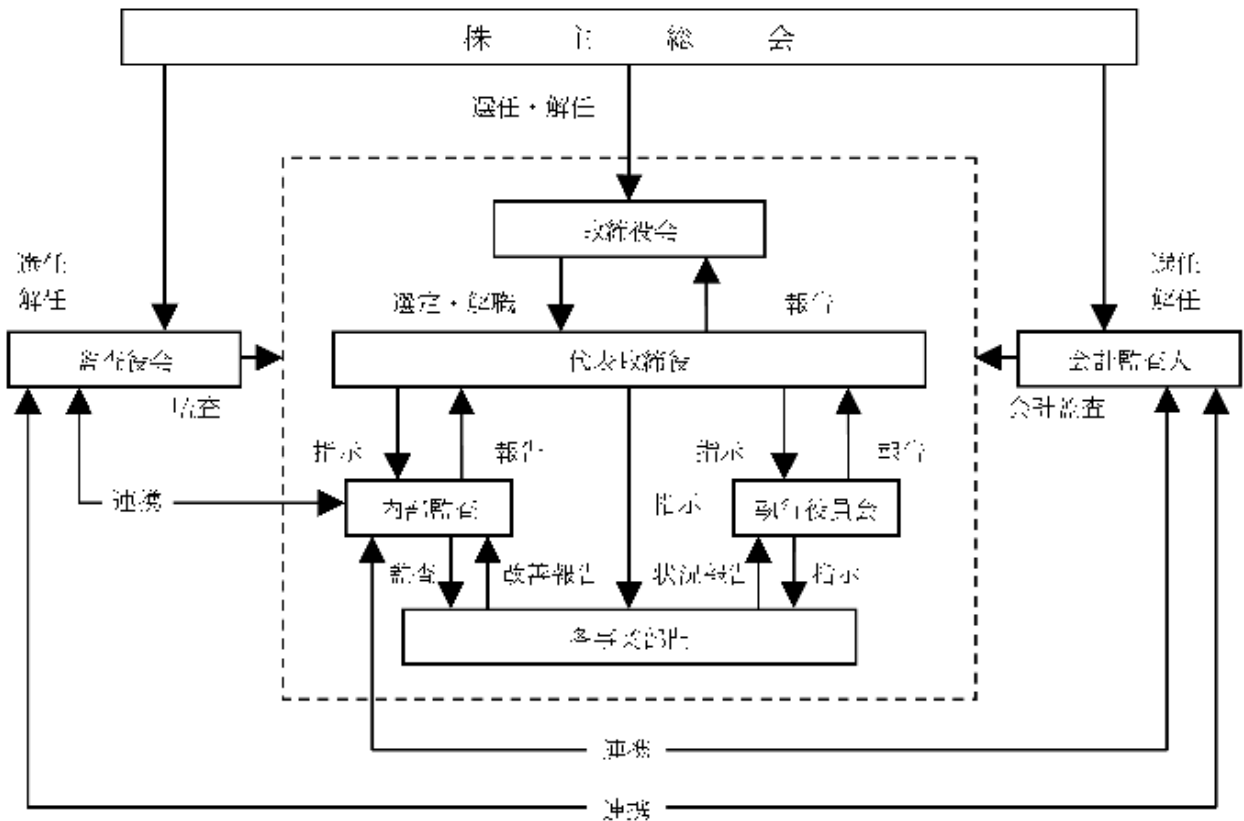 株主総会
選任・解任
取締役会
選任
解任
選任
解任
選定・解職
報告
監査役会
代表取締役
会計監査人
監査
会計監査
指示
報告
指示
報告
連携
内部監査
指示
執行役員会
監査
改善報告
状況報告
指示
各事業部門
連携
連携